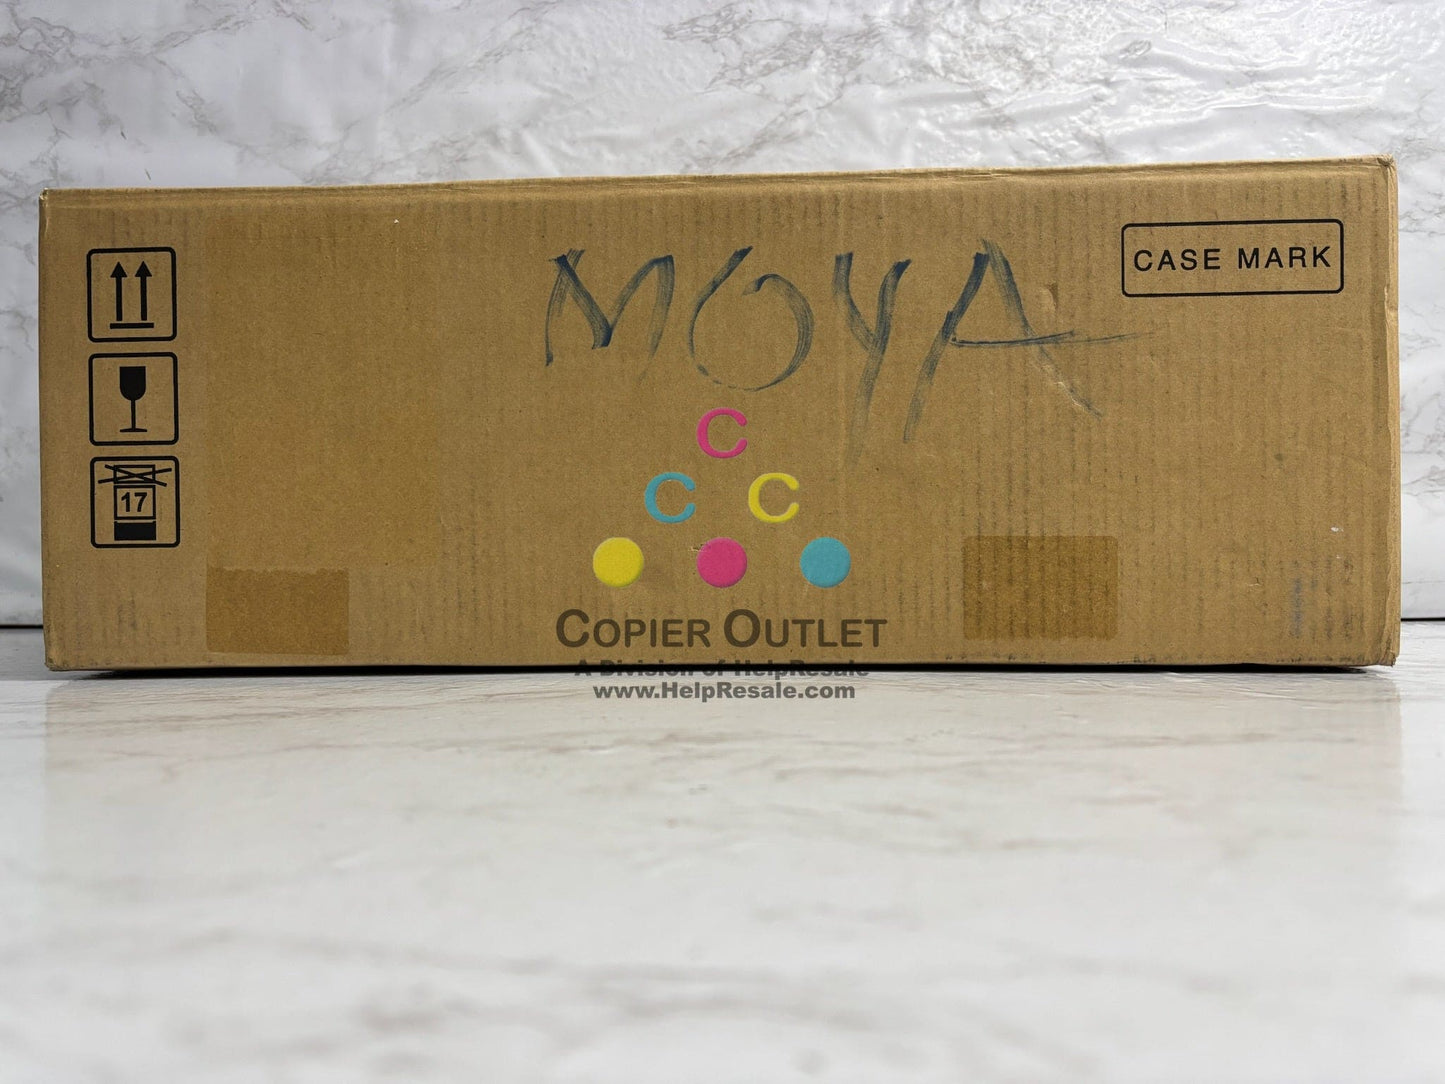 MOYA
CASE MARK
17
C
C C
COPIER OUTLET
A Division of HelpResale
www.HelpResale.com